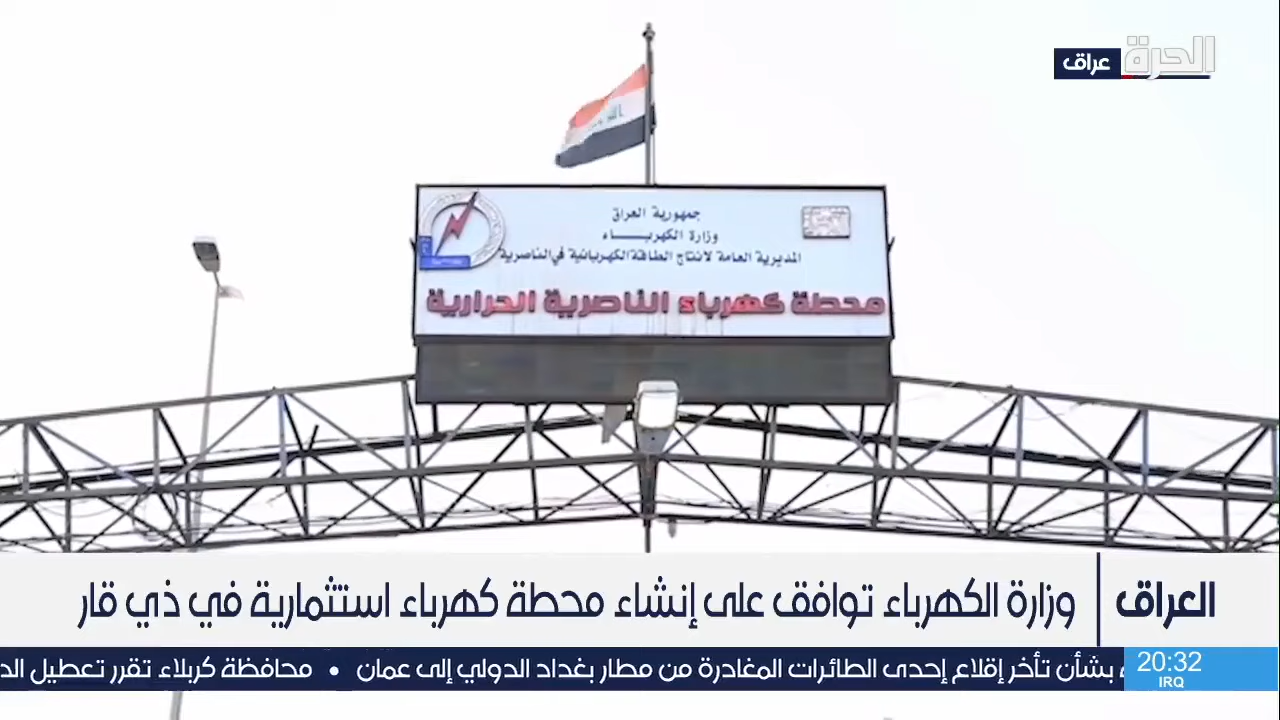 الحرة
عراق
جمهورية العراق
وزارة الكهربـــــاء
المديرية العامة لانتاج الطاقة الكهربائية في الناصرية
محطة كهرباء الناصرية الحرارية
العراق
وزارة الكهرباء توافق على إنشاء محطة كهرباء استثمارية في ذي قار
20:32
IRQ
بشأن تأخر إقلاع إحدى الطائرات المغادرة من مطار بغداد الدولي إلى عمان • محافظة كربلاء تقرر تعطيل